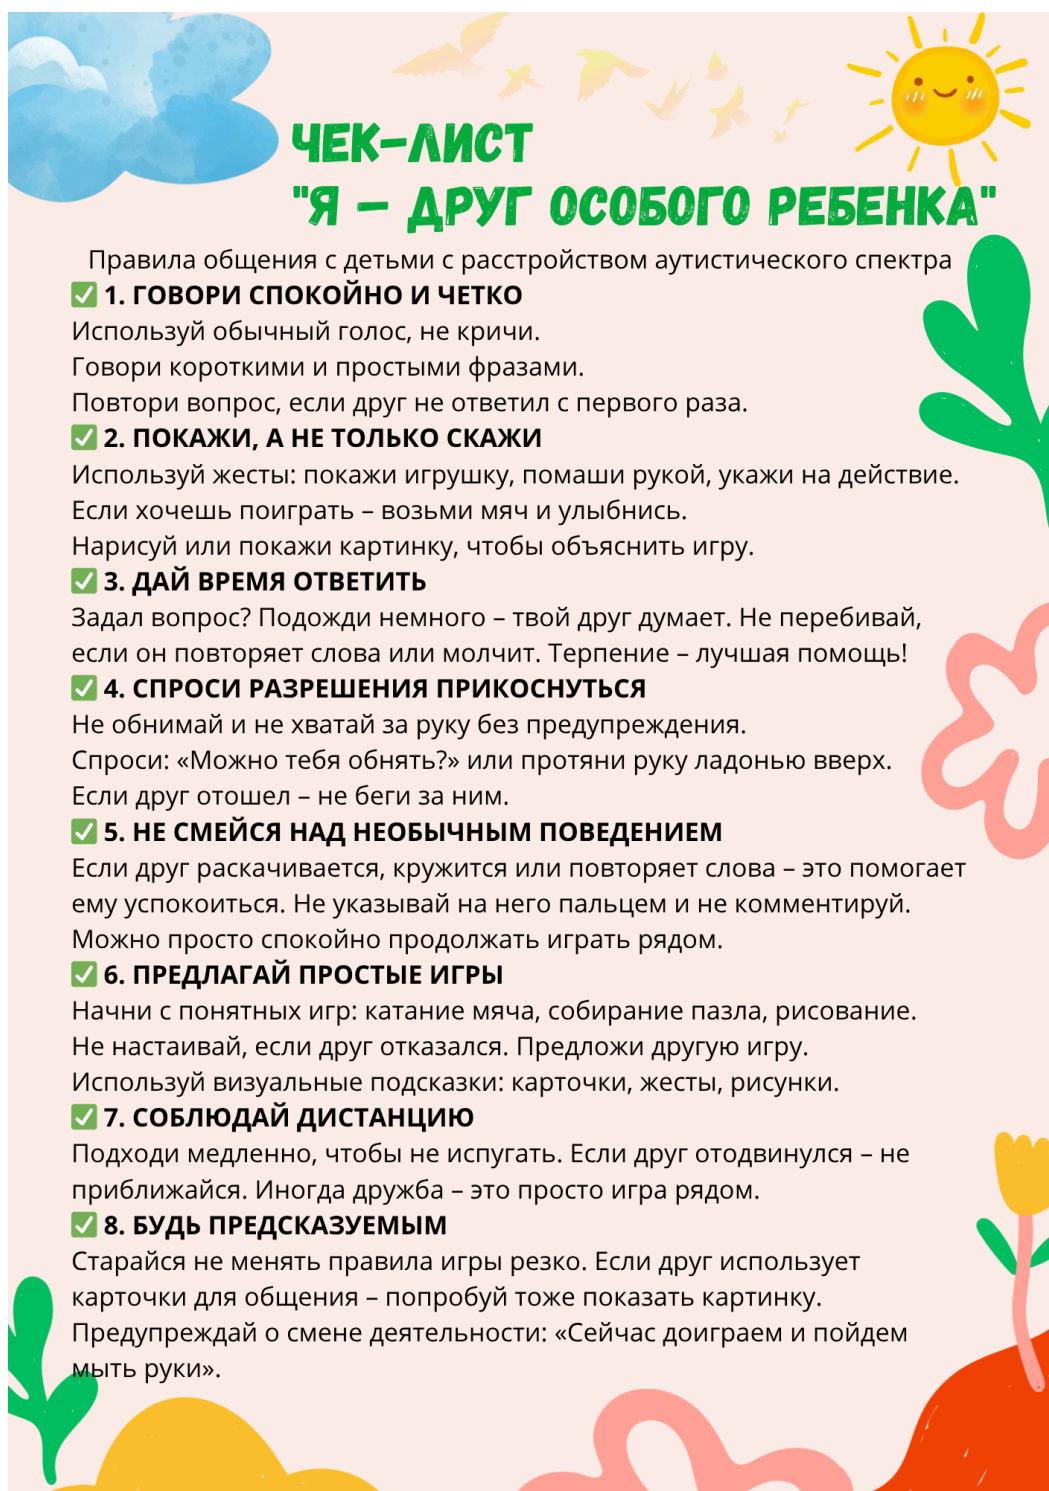 ЧЕК-ЛИСТ
"Я – ДРУГ ОСОБОГО РЕБЕНКА"
Правила общения с детьми с расстройством аутистического спектра
✅ 1. ГОВОРИ СПОКОЙНО И ЧЕТКО
Используй обычный голос, не кричи.
Говори короткими и простыми фразами.
Повтори вопрос, если друг не ответил с первого раза.
✅ 2. ПОКАЖИ, А НЕ ТОЛЬКО СКАЖИ
Используй жесты: покажи игрушку, помаши рукой, укажи на действие.
Если хочешь поиграть – возьми мяч и улыбнись.
Нарисуй или покажи картинку, чтобы объяснить игру.
✅ 3. ДАЙ ВРЕМЯ ОТВЕТИТЬ
Задал вопрос? Подожди немного – твой друг думает. Не перебивай,
если он повторяет слова или молчит. Терпение – лучшая помощь!
✅ 4. СПРОСИ РАЗРЕШЕНИЯ ПРИКОСНУТЬСЯ
Не обнимай и не хватай за руку без предупреждения.
Спроси: «Можно тебя обнять?» или протяни руку ладонью вверх.
Если друг отошел – не беги за ним.
✅ 5. НЕ СМЕЙСЯ НАД НЕОБЫЧНЫМ ПОВЕДЕНИЕМ
Если друг раскачивается, кружится или повторяет слова – это помогает
ему успокоиться. Не указывай на него пальцем и не комментируй.
Можно просто спокойно продолжать играть рядом.
✅ 6. ПРЕДЛАГАЙ ПРОСТЫЕ ИГРЫ
Начни с понятных игр: катание мяча, собирание пазла, рисование.
Не настаивай, если друг отказался. Предложи другую игру.
Используй визуальные подсказки: карточки, жесты, рисунки.
✅ 7. СОБЛЮДАЙ ДИСТАНЦИЮ
Подходи медленно, чтобы не испугать. Если друг отодвинулся – не
приближайся. Иногда дружба – это просто игра рядом.
✅ 8. БУДЬ ПРЕДСКАЗУЕМЫМ
Старайся не менять правила игры резко. Если друг использует
карточки для общения – попробуй тоже показать картинку.
Предупреждай о смене деятельности: «Сейчас доиграем и пойдем
мыть руки».